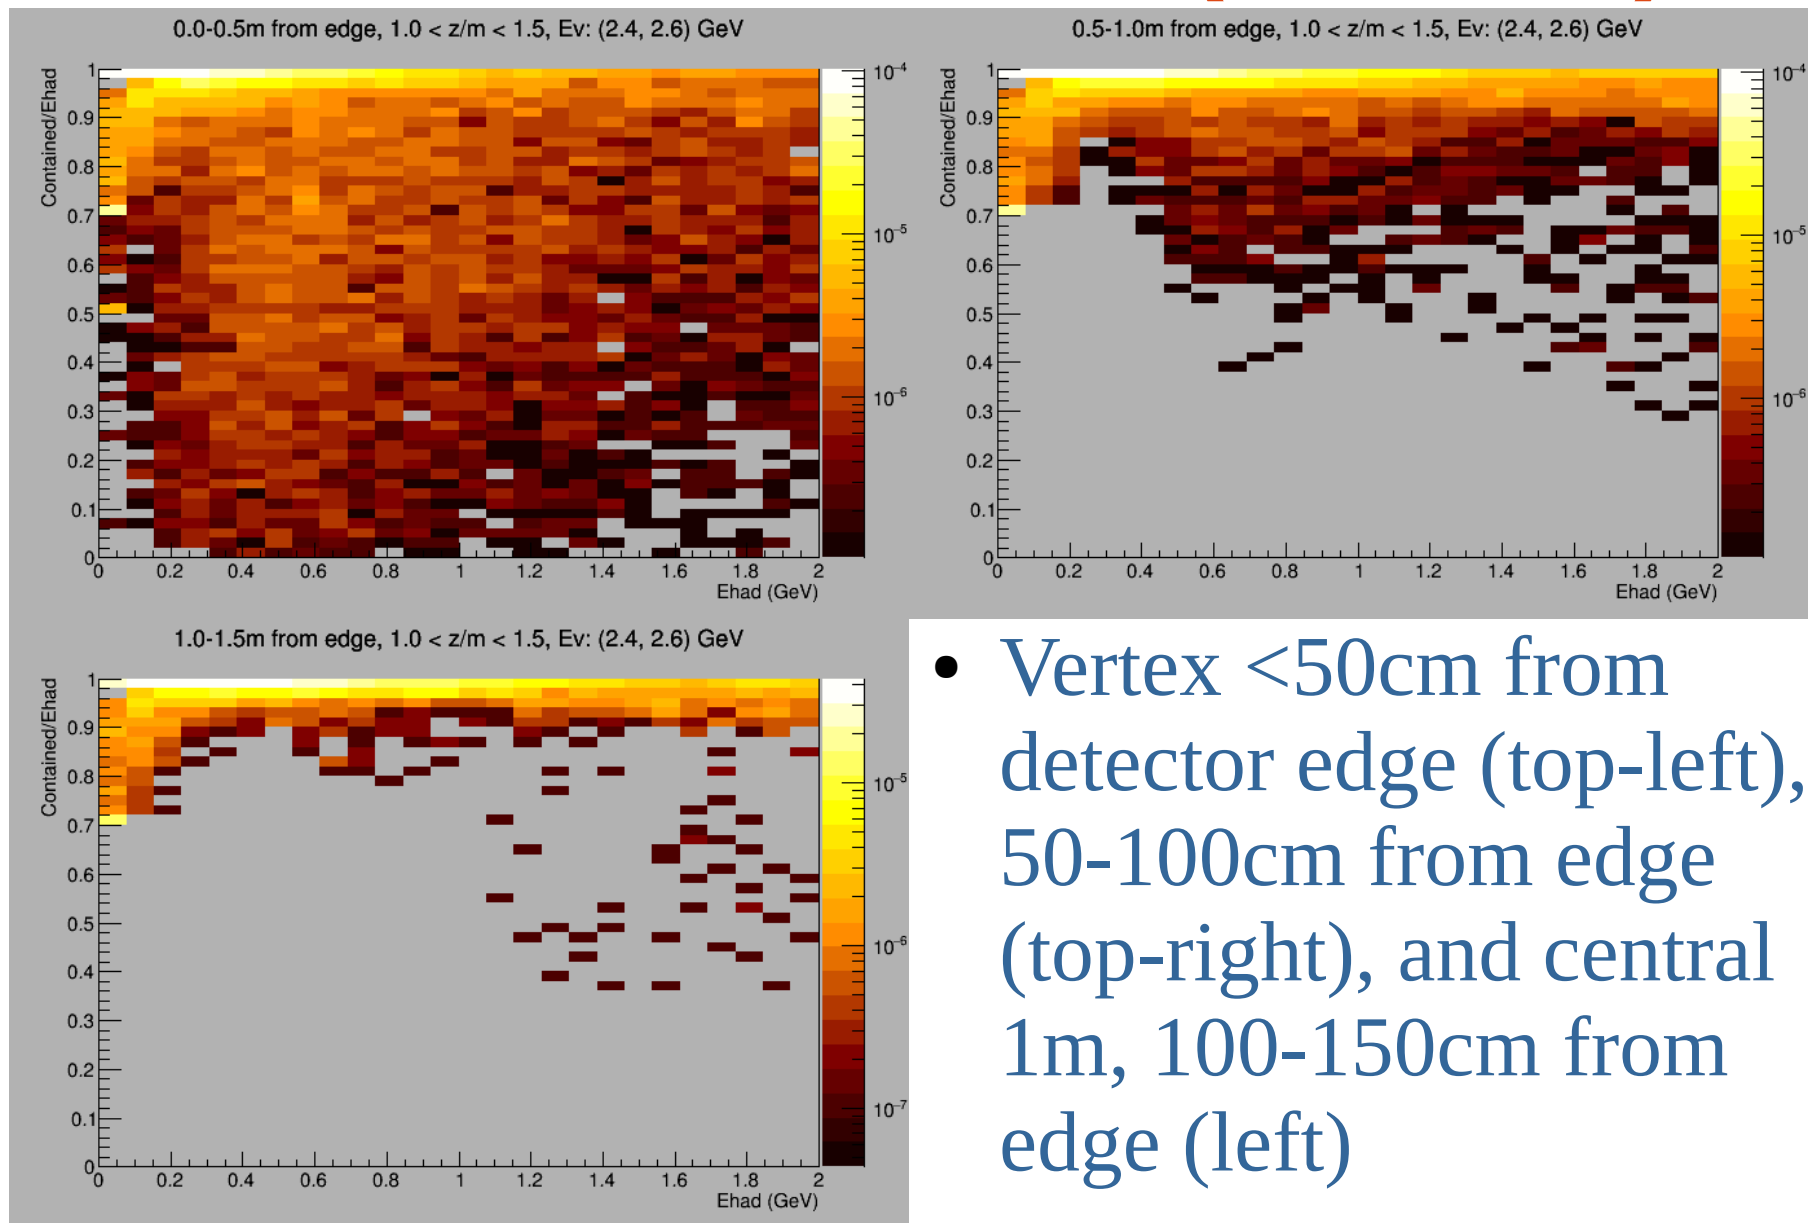 0.0-0.5m from edge, 1.0 < z/m < 1.5, Ev: (2.4, 2.6) GeV
Contained/Ehad
1
0.9
0.8
0.7
0.6
0.5
0.4
0.3
0.2
0.1
0
0 0.2 0.4 0.6 0.8 1 1.2 1.4 1.6 1.8 2
Ehad (GeV)
10⁻⁴
10⁻⁵
10⁻⁶
0.5-1.0m from edge, 1.0 < z/m < 1.5, Ev: (2.4, 2.6) GeV
Contained/Ehad
1
0.9
0.8
0.7
0.6
0.5
0.4
0.3
0.2
0.1
0
0 0.2 0.4 0.6 0.8 1 1.2 1.4 1.6 1.8 2
Ehad (GeV)
10⁻⁴
10⁻⁵
10⁻⁶
1.0-1.5m from edge, 1.0 < z/m < 1.5, Ev: (2.4, 2.6) GeV
Contained/Ehad
1
0.9
0.8
0.7
0.6
0.5
0.4
0.3
0.2
0.1
0
0 0.2 0.4 0.6 0.8 1 1.2 1.4 1.6 1.8 2
Ehad (GeV)
10⁻⁵
10⁻⁶
10⁻⁷
• Vertex <50cm from
detector edge (top-left),
50-100cm from edge
(top-right), and central
1m, 100-150cm from
edge (left)